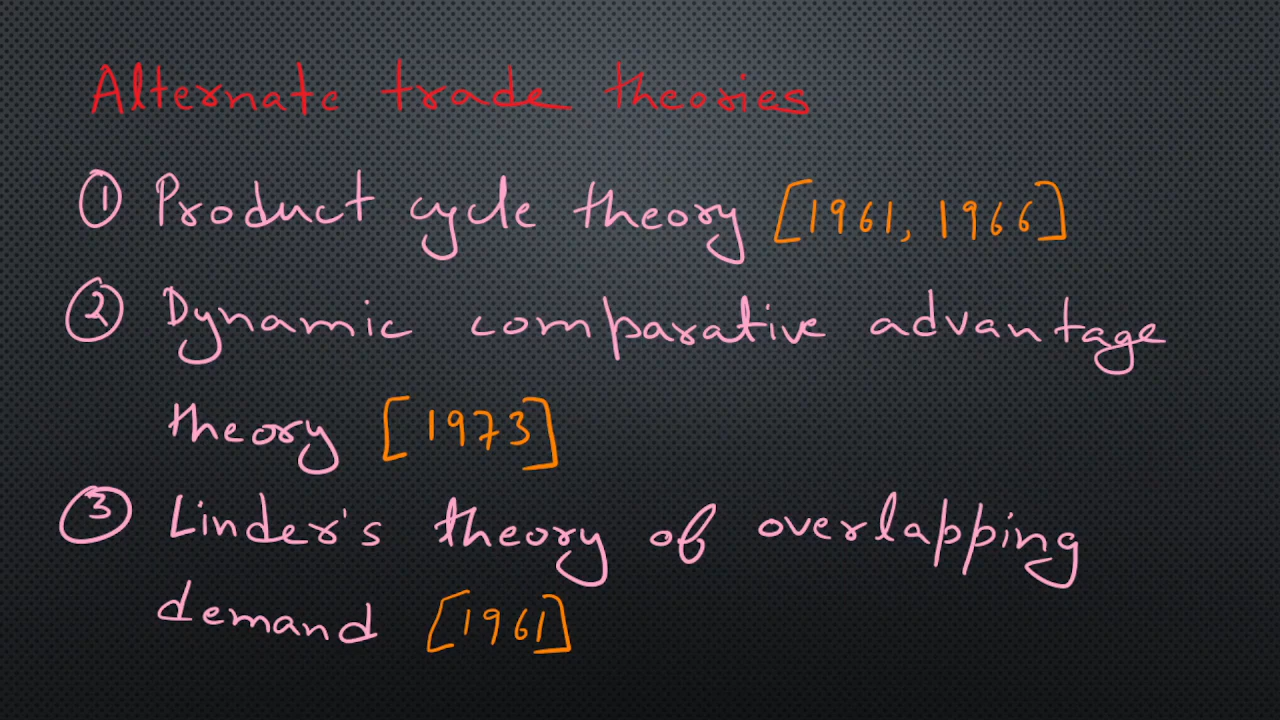 Alternate trade theories
① Product cycle theory [1961, 1966]
② Dynamic comparative advantage
theory [1973]
③ Linder's theory of overlapping
demand [1961]